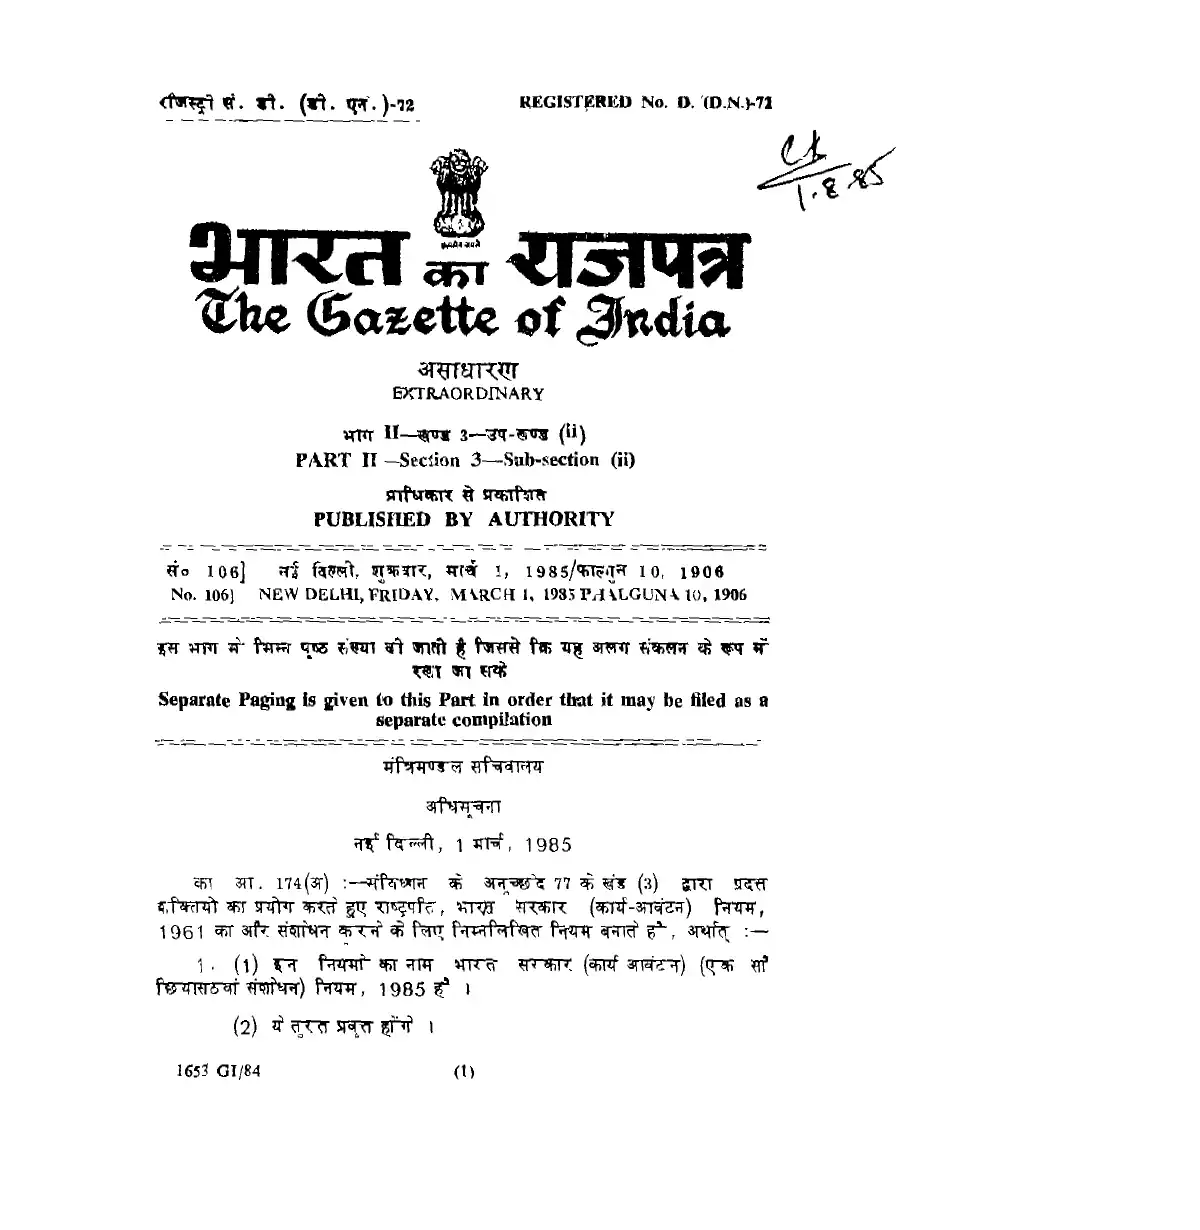 रजिस्ट्री सं. डी. (डी. एन.)-72
REGISTERED No. D. (D.N.)-72
1.8.85
भारत का राजपत्र
The Gazette of India
असाधारण
EXTRAORDINARY
भाग II—खण्ड 3—उप-खण्ड (ii)
PART II —Section 3—Sub-section (ii)
प्राधिकार से प्रकाशित
PUBLISHED BY AUTHORITY
सं० 106] नई दिल्ली, शुक्रवार, मार्च 1, 1985/फाल्गुन 10, 1906
No. 106] NEW DELHI, FRIDAY, MARCH 1, 1985 PHALGUNA 10, 1906
इस भाग में भिन्न पृष्ठ संख्या दी जाती है जिससे कि यह अलग संकलन के रूप में
रखा जा सके
Separate Paging is given to this Part in order that it may be filed as a
separate compilation
मंत्रिमण्डल सचिवालय
अधिसूचना
नई दिल्ली, 1 मार्च, 1985
का आ. 174(अ) :—संविधान के अनुच्छेद 77 के खंड (3) द्वारा प्रदत्त
शक्तियों का प्रयोग करते हुए राष्ट्रपति, भारत सरकार (कार्य-आवंटन) नियम,
1961 का और संशोधन करने के लिए निम्नलिखित नियम बनाते हैं, अर्थात् :—
1. (1) इन नियमों का नाम भारत सरकार (कार्य आवंटन) (एक सौ
छियासठवां संशोधन) नियम, 1985 है ।
(2) ये तुरत प्रवृत्त होंगे ।
1653 GI/84 (1)